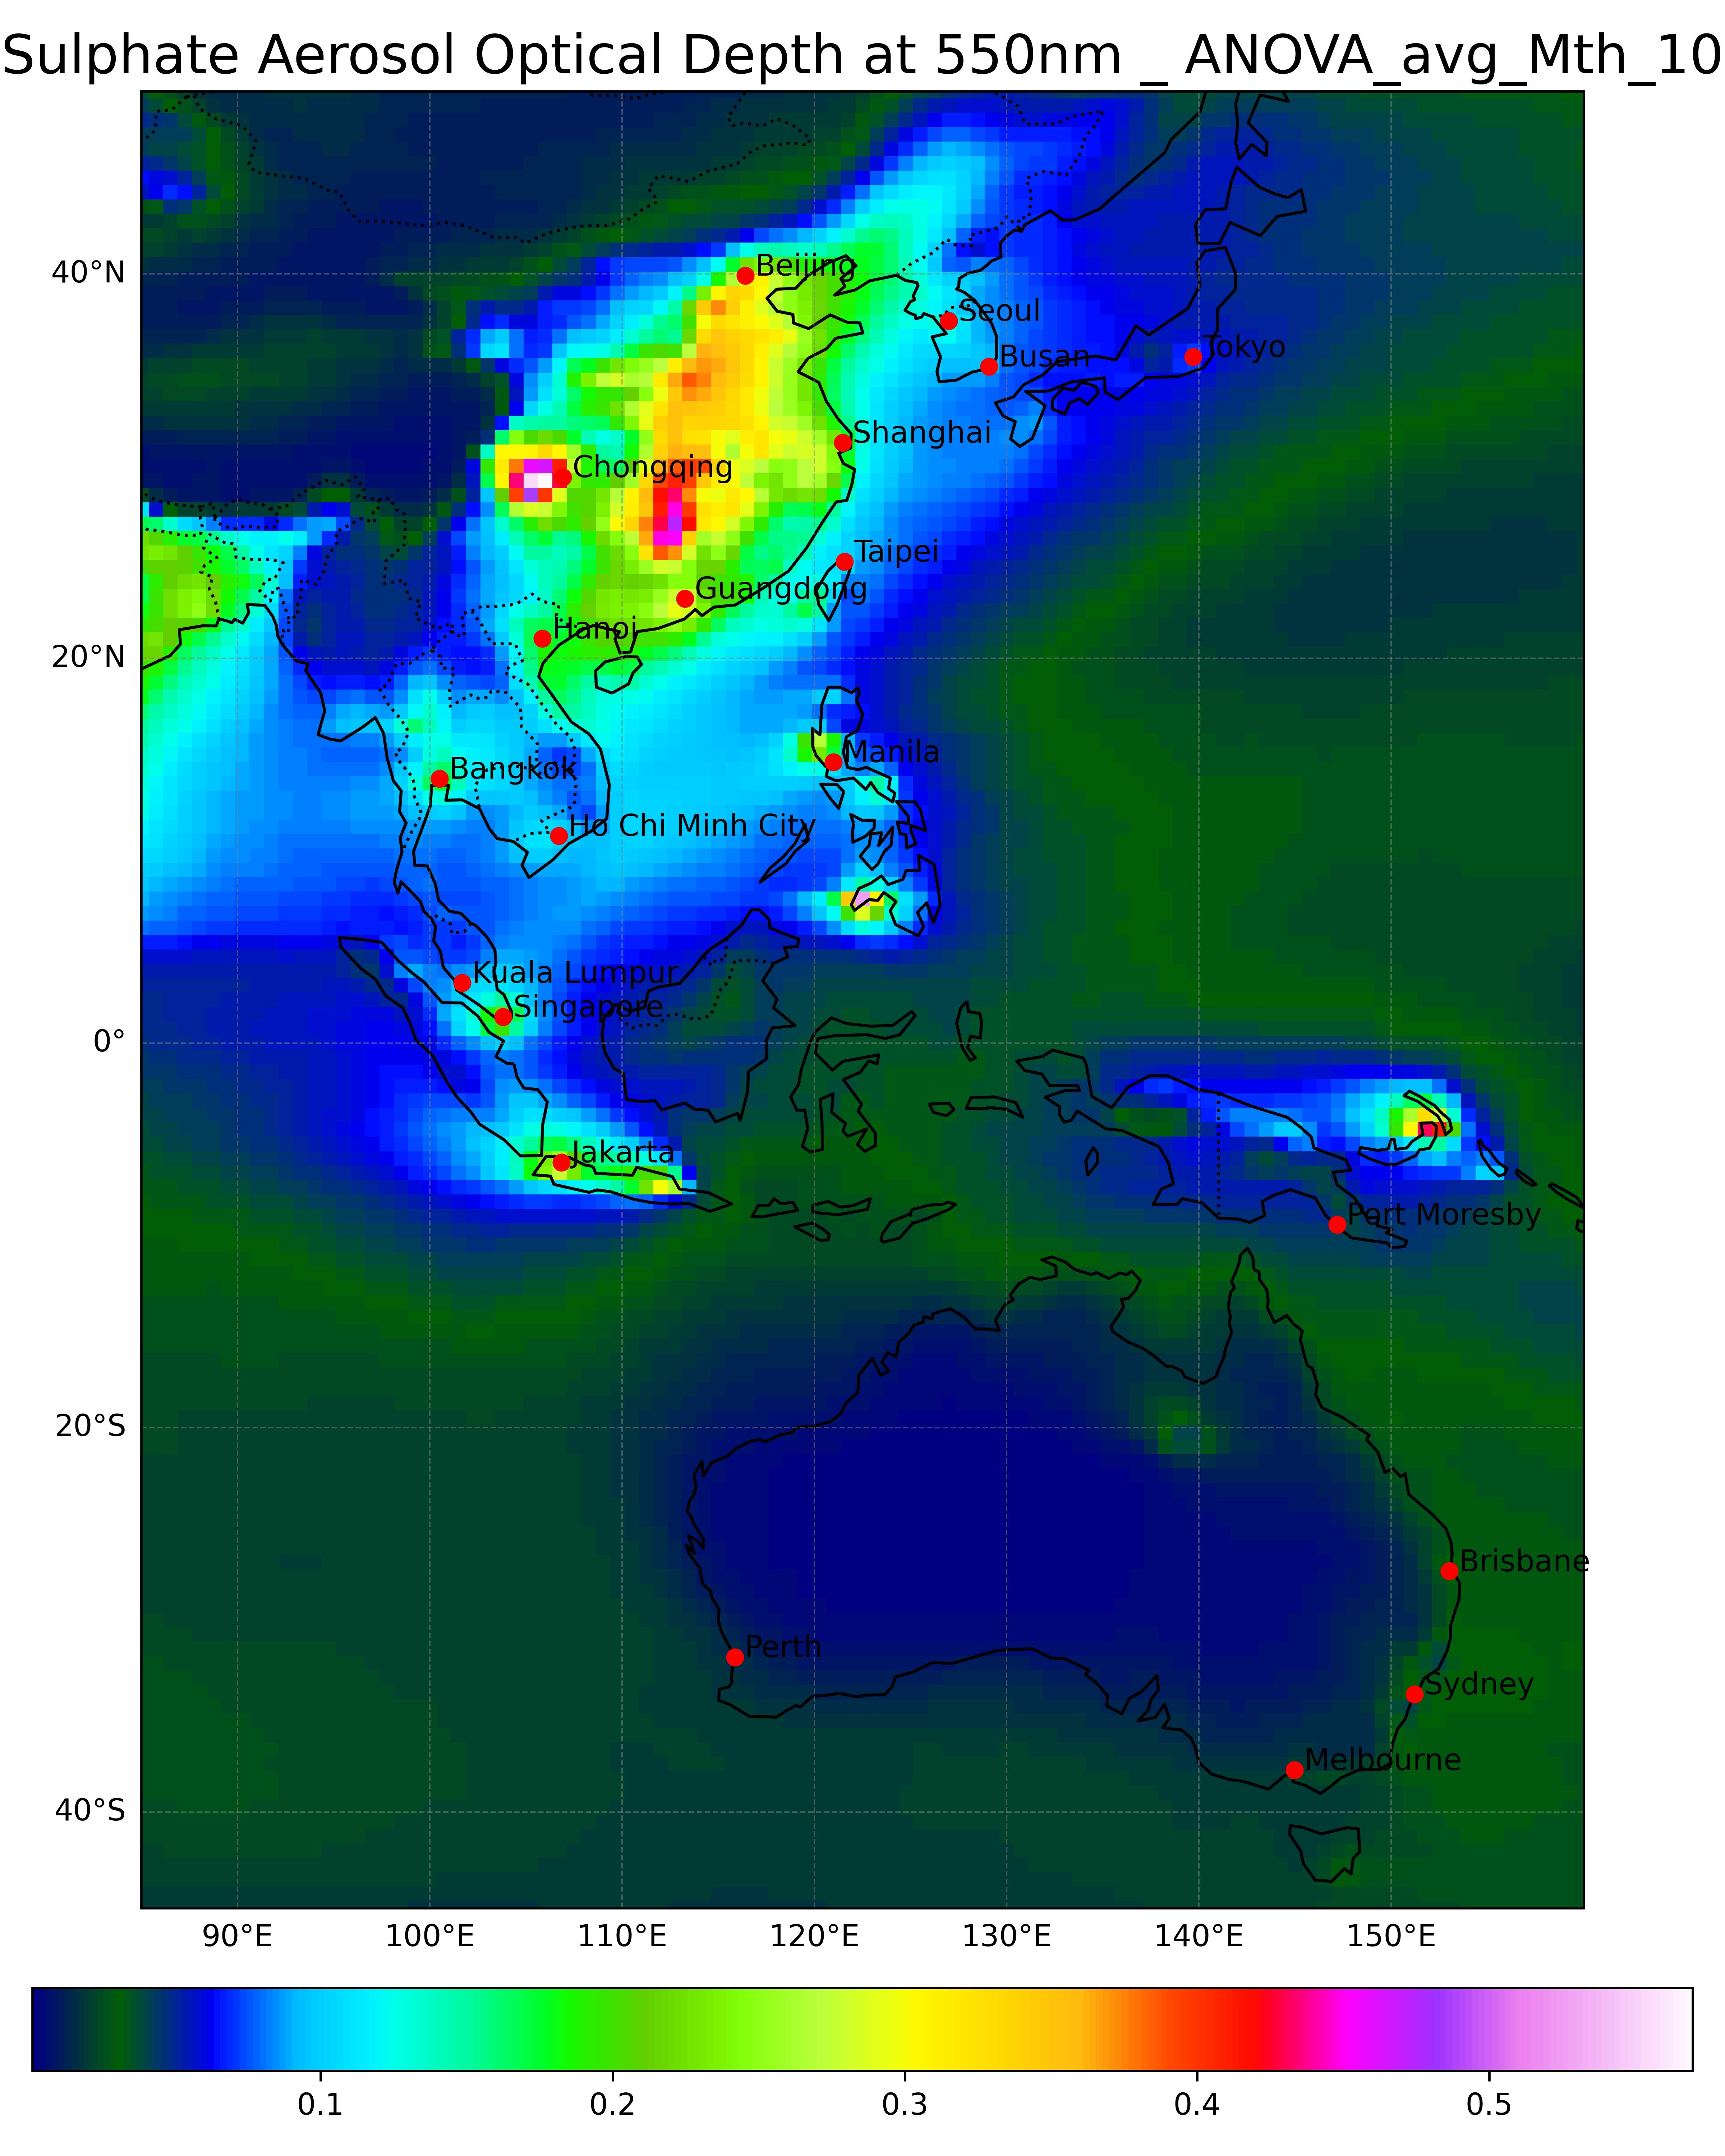 Sulphate Aerosol Optical Depth at 550nm _ ANOVA_avg_Mth_10
40°N
Beijing
Seoul
Busan
Tokyo
Shanghai
Chongqing
Taipei
Guangdong
Hanoi
20°N
Manila
Bangkok
Ho Chi Minh City
Kuala Lumpur
Singapore
0°
Jakarta
Port Moresby
20°S
Brisbane
Perth
Sydney
Melbourne
40°S
90°E 100°E 110°E 120°E 130°E 140°E 150°E
0.1 0.2 0.3 0.4 0.5